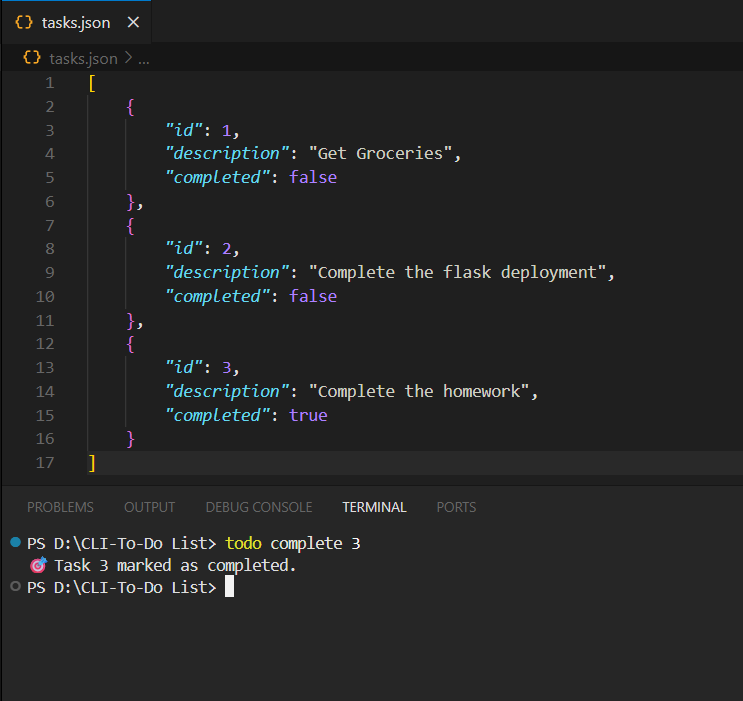 {} tasks.json ×
{} tasks.json > ...
1 [
2 {
3 "id": 1,
4 "description": "Get Groceries",
5 "completed": false
6 },
7 {
8 "id": 2,
9 "description": "Complete the flask deployment",
10 "completed": false
11 },
12 {
13 "id": 3,
14 "description": "Complete the homework",
15 "completed": true
16 }
17 ]
PROBLEMS OUTPUT DEBUG CONSOLE TERMINAL PORTS
PS D:\CLI-To-Do List> todo complete 3
🎯 Task 3 marked as completed.
PS D:\CLI-To-Do List>